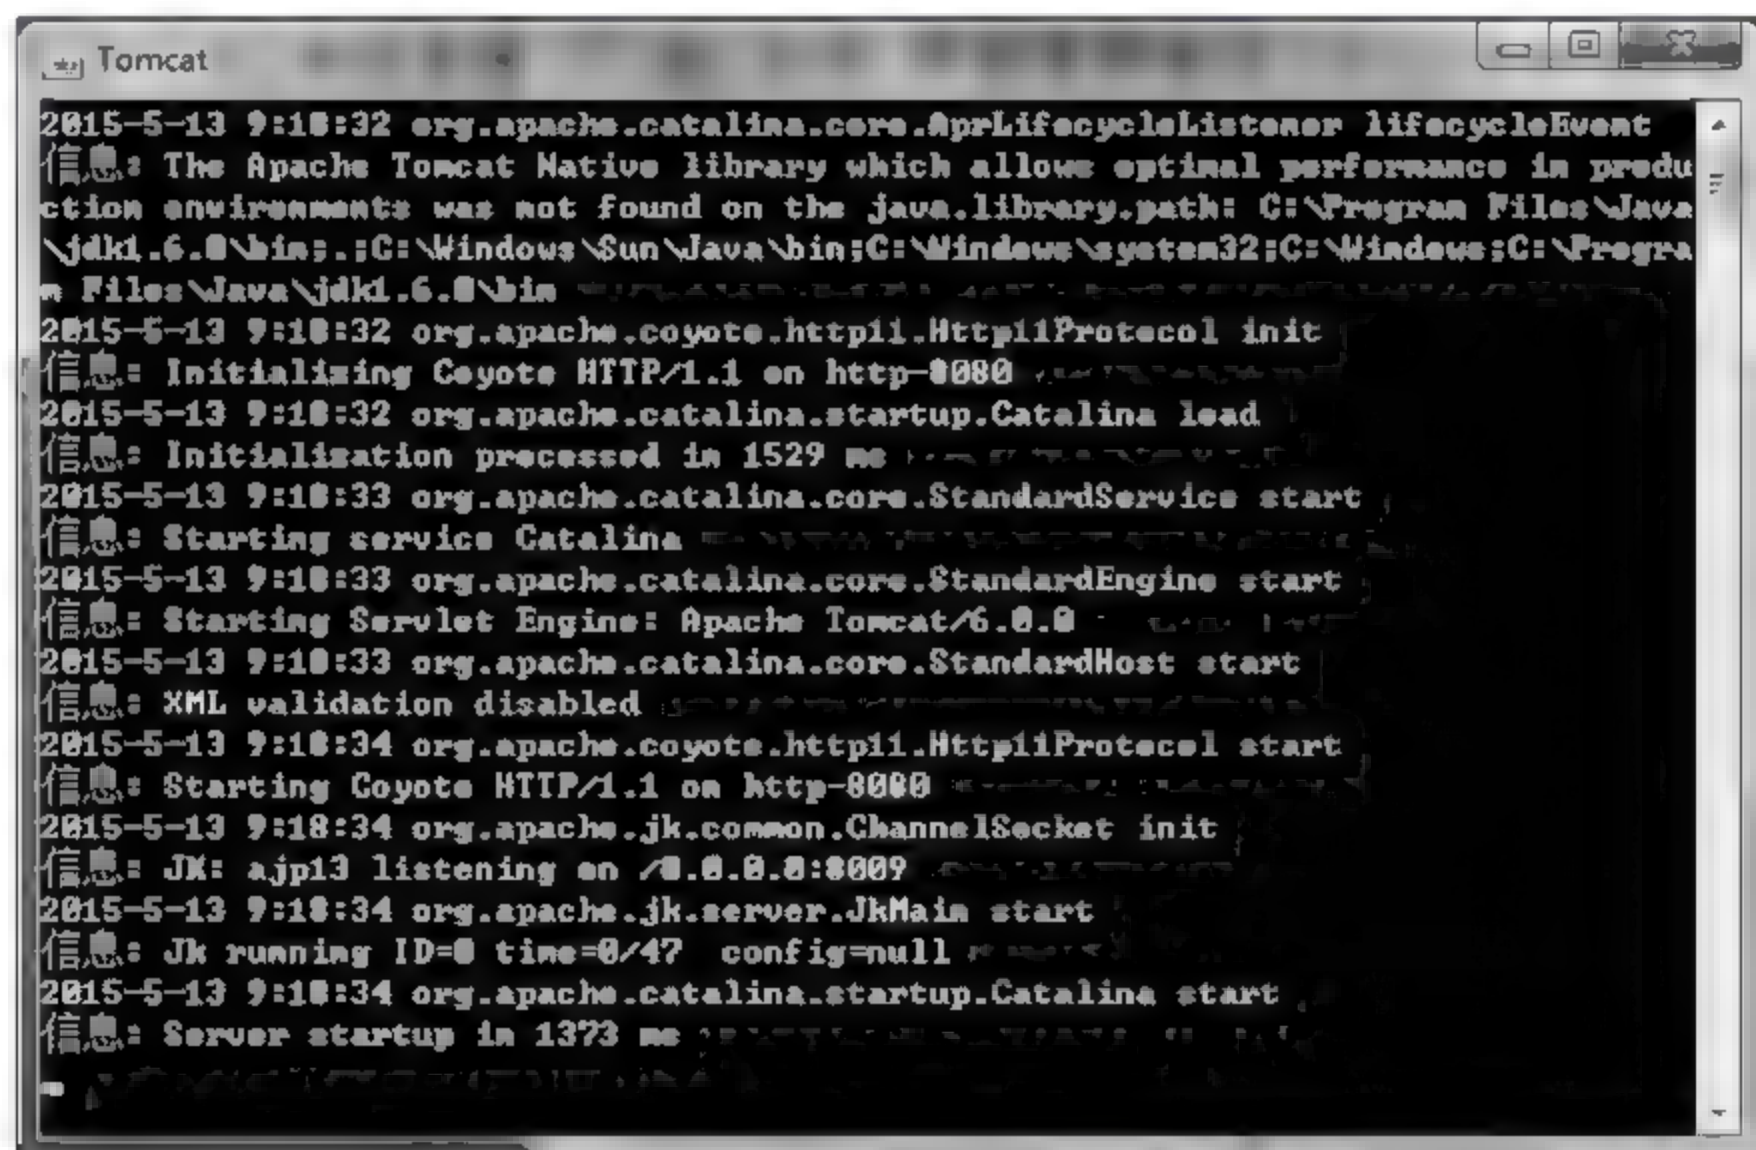 Tomcat
2015-5-13 9:18:32 org.apache.catalina.core.AprLifecycleListener lifecycleEvent
信息: The Apache Tomcat Native library which allows optimal performance in produ
ction environments was not found on the java.library.path: C:\Program Files\Java
\jdk1.6.0\bin;.;C:\Windows\Sun\Java\bin;C:\Windows\system32;C:\Windows;C:\Progra
m Files\Java\jdk1.6.0\bin
2015-5-13 9:18:32 org.apache.coyote.http11.Http11Protocol init
信息: Initializing Coyote HTTP/1.1 on http-8080
2015-5-13 9:18:32 org.apache.catalina.startup.Catalina load
信息: Initialization processed in 1529 ms
2015-5-13 9:18:33 org.apache.catalina.core.StandardService start
信息: Starting service Catalina
2015-5-13 9:18:33 org.apache.catalina.core.StandardEngine start
信息: Starting Servlet Engine: Apache Tomcat/6.0.0
2015-5-13 9:18:33 org.apache.catalina.core.StandardHost start
信息: XML validation disabled
2015-5-13 9:18:34 org.apache.coyote.http11.Http11Protocol start
信息: Starting Coyote HTTP/1.1 on http-8080
2015-5-13 9:18:34 org.apache.jk.common.ChannelSocket init
信息: JK: ajp13 listening on /0.0.0.0:8009
2015-5-13 9:18:34 org.apache.jk.server.JkMain start
信息: Jk running ID=0 time=0/47  config=null
2015-5-13 9:18:34 org.apache.catalina.startup.Catalina start
信息: Server startup in 1373 ms